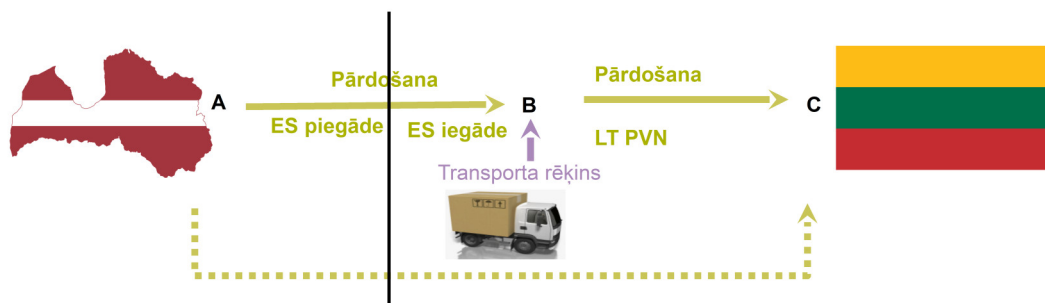 Pārdošana
Pārdošana
A
B
C
ES piegāde
ES iegāde
LT PVN
Transporta rēķins